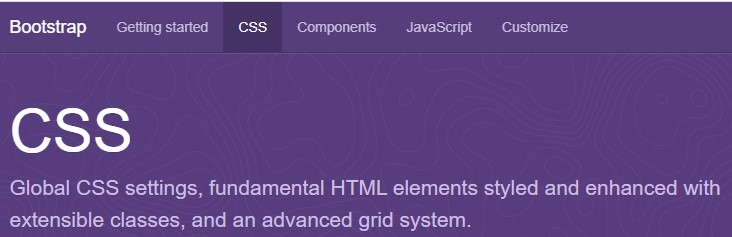 Bootstrap Getting started CSS Components JavaScript Customize
CSS
Global CSS settings, fundamental HTML elements styled and enhanced with
extensible classes, and an advanced grid system.